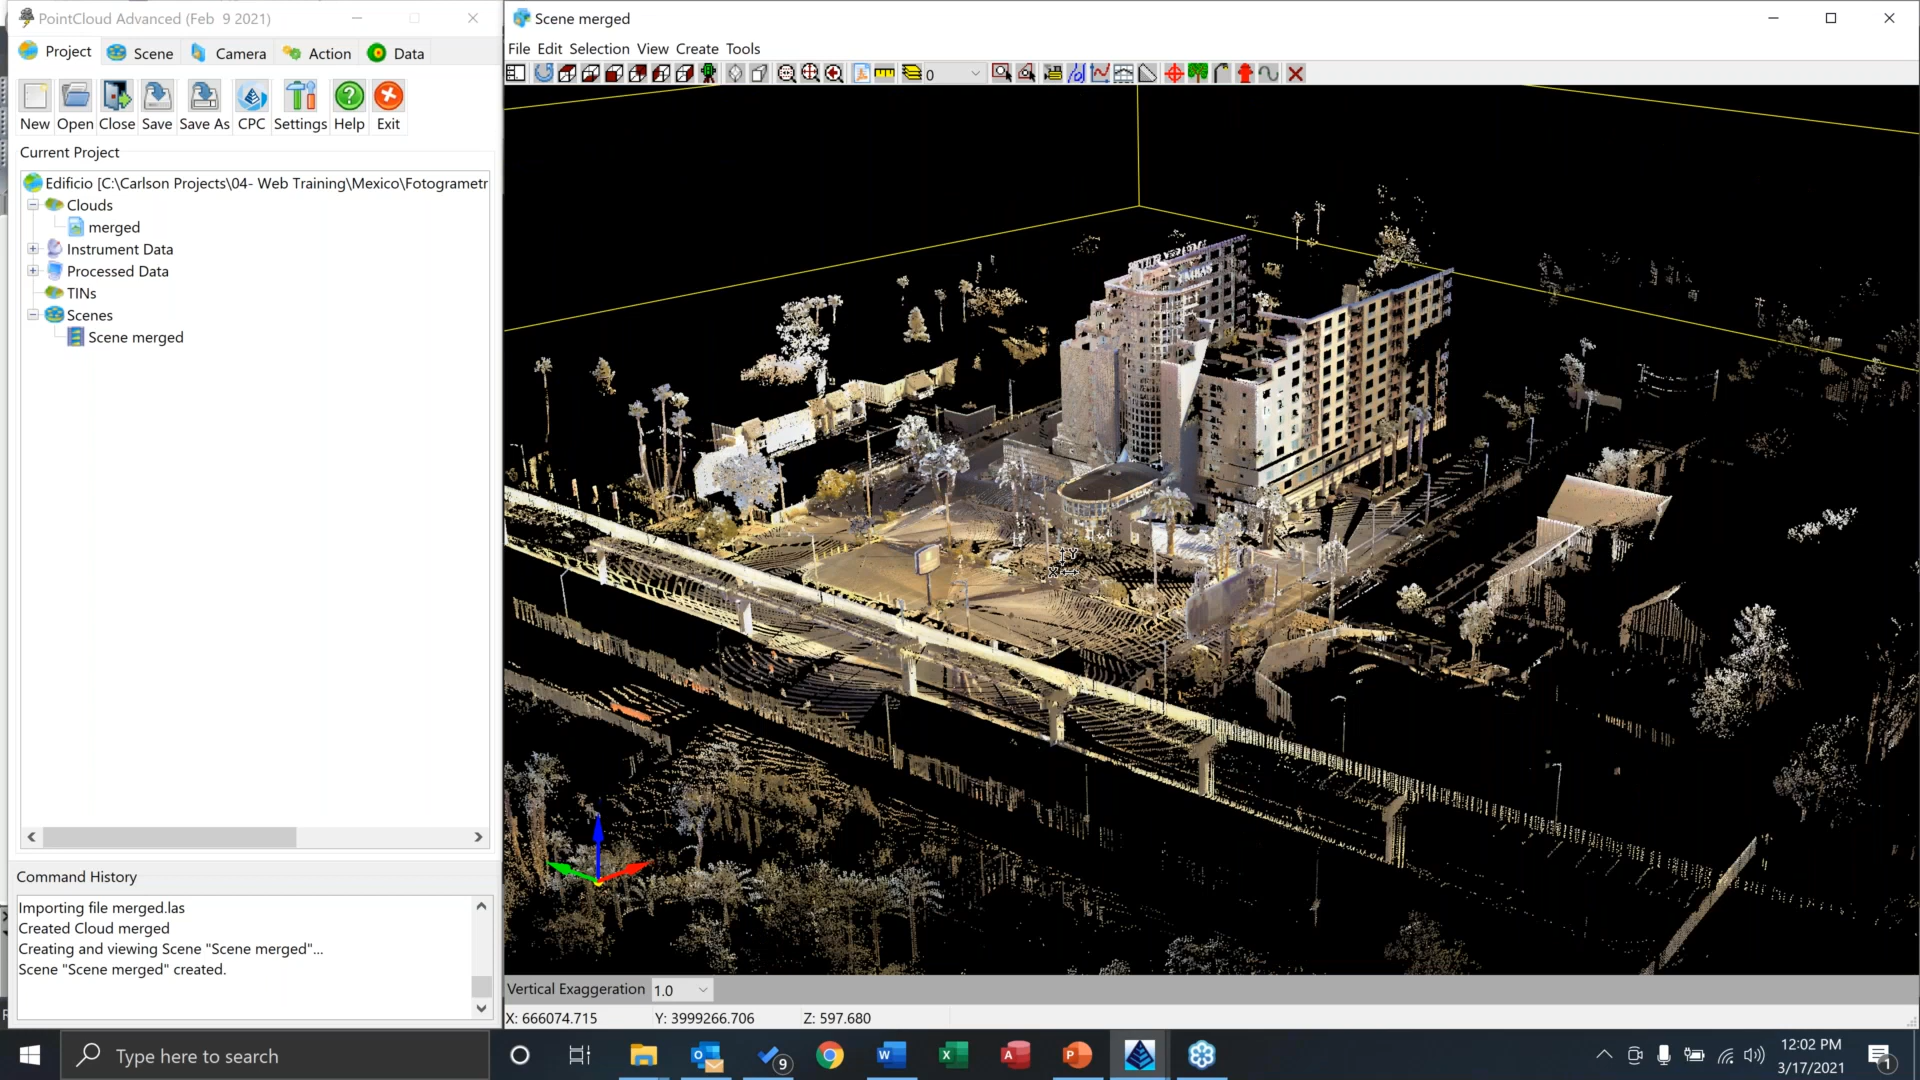 PointCloud Advanced (Feb 9 2021)
Project Scene Camera Action Data
New Open Close Save Save As CPC Settings Help Exit
Current Project
Edificio [C:\Carlson Projects\04- Web Training\Mexico\Fotogrametr
Clouds
merged
Instrument Data
Processed Data
TINs
Scenes
Scene merged
Command History
Importing file merged.las
Created Cloud merged
Creating and viewing Scene "Scene merged"...
Scene "Scene merged" created.
Scene merged
File Edit Selection View Create Tools
0
Y
X
Vertical Exaggeration 1.0
X: 666074.715 Y: 3999266.706 Z: 597.680
Type here to search
9
12:02 PM
3/17/2021
1